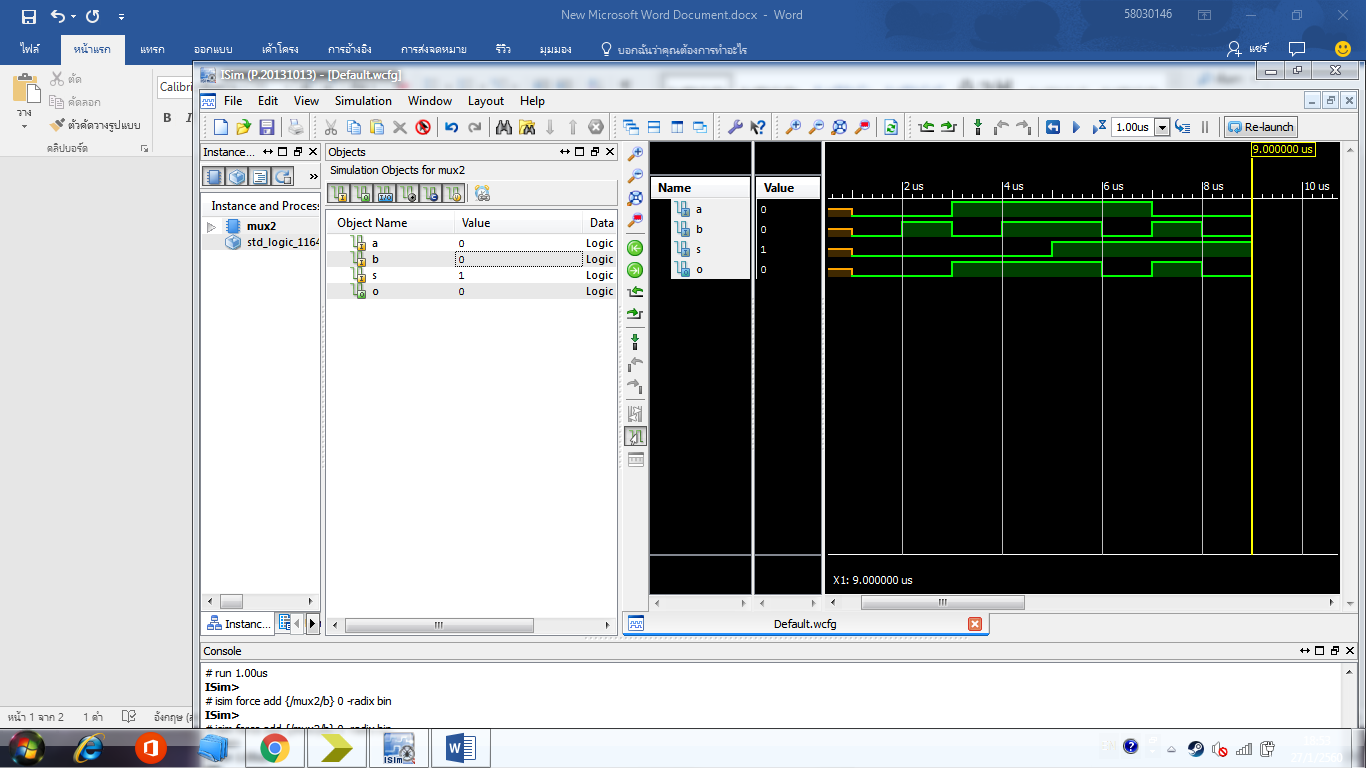 New Microsoft Word Document.docx - Word
58030146
ไฟล์ หน้าแรก แทรก ออกแบบ เค้าโครง การอ้างอิง การส่งจดหมาย รีวิว มุมมอง บอกฉันว่าคุณต้องการทำอะไร แชร์
วาง
ตัด
คัดลอก
ตัวคัดวางรูปแบบ
คลิปบอร์ด
Calibri
B I
ISim (P.20131013) - [Default.wcfg]
File Edit View Simulation Window Layout Help
1.00us Re-launch
Instance...
Instance and Process
mux2
std_logic_1164
Instanc...
Objects
Simulation Objects for mux2
Object Name Value Data
a 0 Logic
b 0 Logic
s 1 Logic
o 0 Logic
Name Value
a 0
b 0
s 1
o 0
9.000000 us
2 us 4 us 6 us 8 us 10 us
X1: 9.000000 us
Default.wcfg
Console
# run 1.00us
ISim>
# isim force add {/mux2/b} 0 -radix bin
ISim>
# isim force add {/mux2/b} 0 -radix bin
หน้า 1 จาก 2 1 คำ
ISim